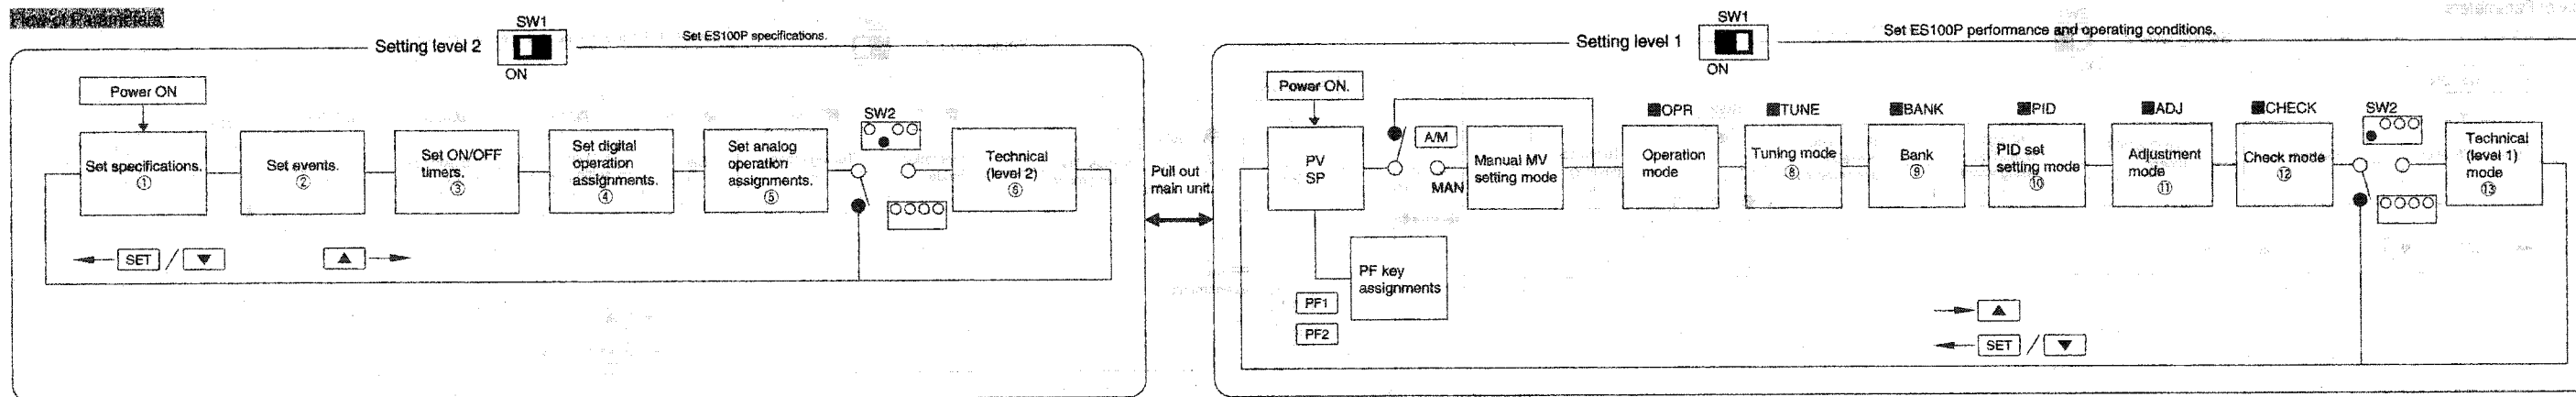 Flow of Parameters
Setting level 2
SW1
ON
Set ES100P specifications.
Power ON
Set specifications.
①
Set events.
②
Set ON/OFF
timers.
③
Set digital
operation
assignments.
④
Set analog
operation
assignments.
⑤
SW2
Technical
(level 2)
⑥
SET / ▼
▲
Pull out
main unit.
Setting level 1
SW1
ON
Set ES100P performance and operating conditions.
Power ON.
PV
SP
A/M
MAN
Manual MV
setting mode
■OPR
Operation
mode
■TUNE
Tuning mode
⑧
■BANK
Bank
⑨
■PID
PID set
setting mode
⑩
■ADJ
Adjustment
mode
⑪
■CHECK
Check mode
⑫
SW2
Technical
(level 1)
mode
⑬
PF key
assignments
PF1
PF2
▲
SET / ▼